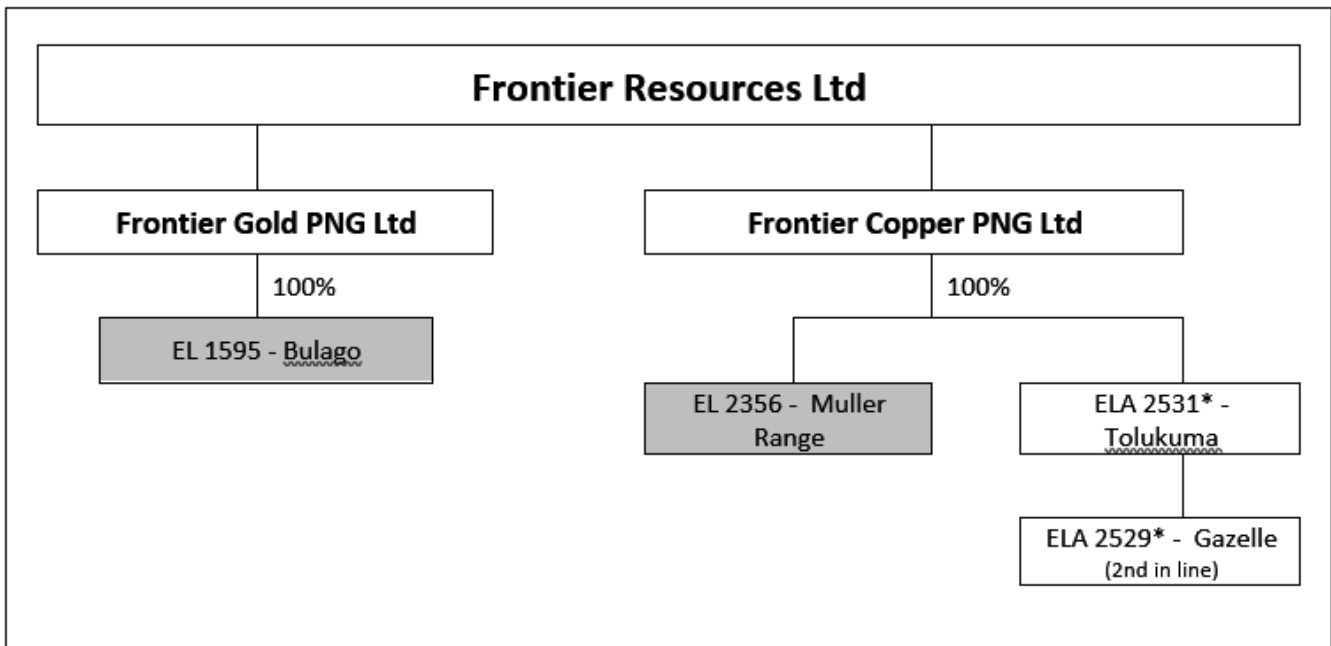 Frontier Resources Ltd
Frontier Gold PNG Ltd
Frontier Copper PNG Ltd
100%
100%
EL 1595 - Bulago
EL 2356 - Muller
Range
ELA 2531* -
Tolukuma
ELA 2529* - Gazelle
(2nd in line)